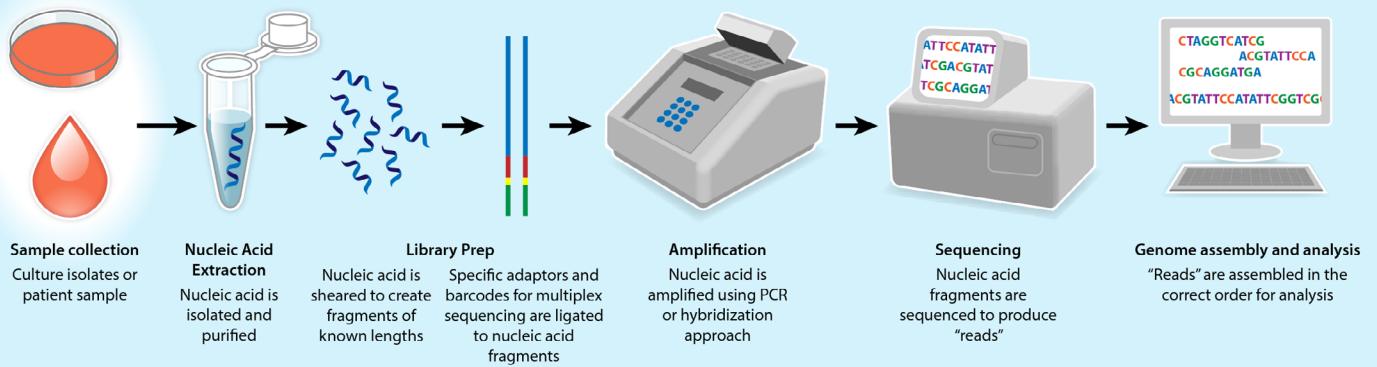 ATTCCATATT
TCGACGTAT
TCGCAGGAT
CTAGGTCATCG
ACGTATTCCA
CGCAGGATGA
ACGTATTCCATATTCGGTCG
Sample collection
Culture isolates or
patient sample
Nucleic Acid
Extraction
Nucleic acid is
isolated and
purified
Library Prep
Nucleic acid is
sheared to create
fragments of
known lengths
Specific adaptors and
barcodes for multiplex
sequencing are ligated
to nucleic acid
fragments
Amplification
Nucleic acid is
amplified using PCR
or hybridization
approach
Sequencing
Nucleic acid
fragments are
sequenced to produce
“reads”
Genome assembly and analysis
“Reads” are assembled in the
correct order for analysis